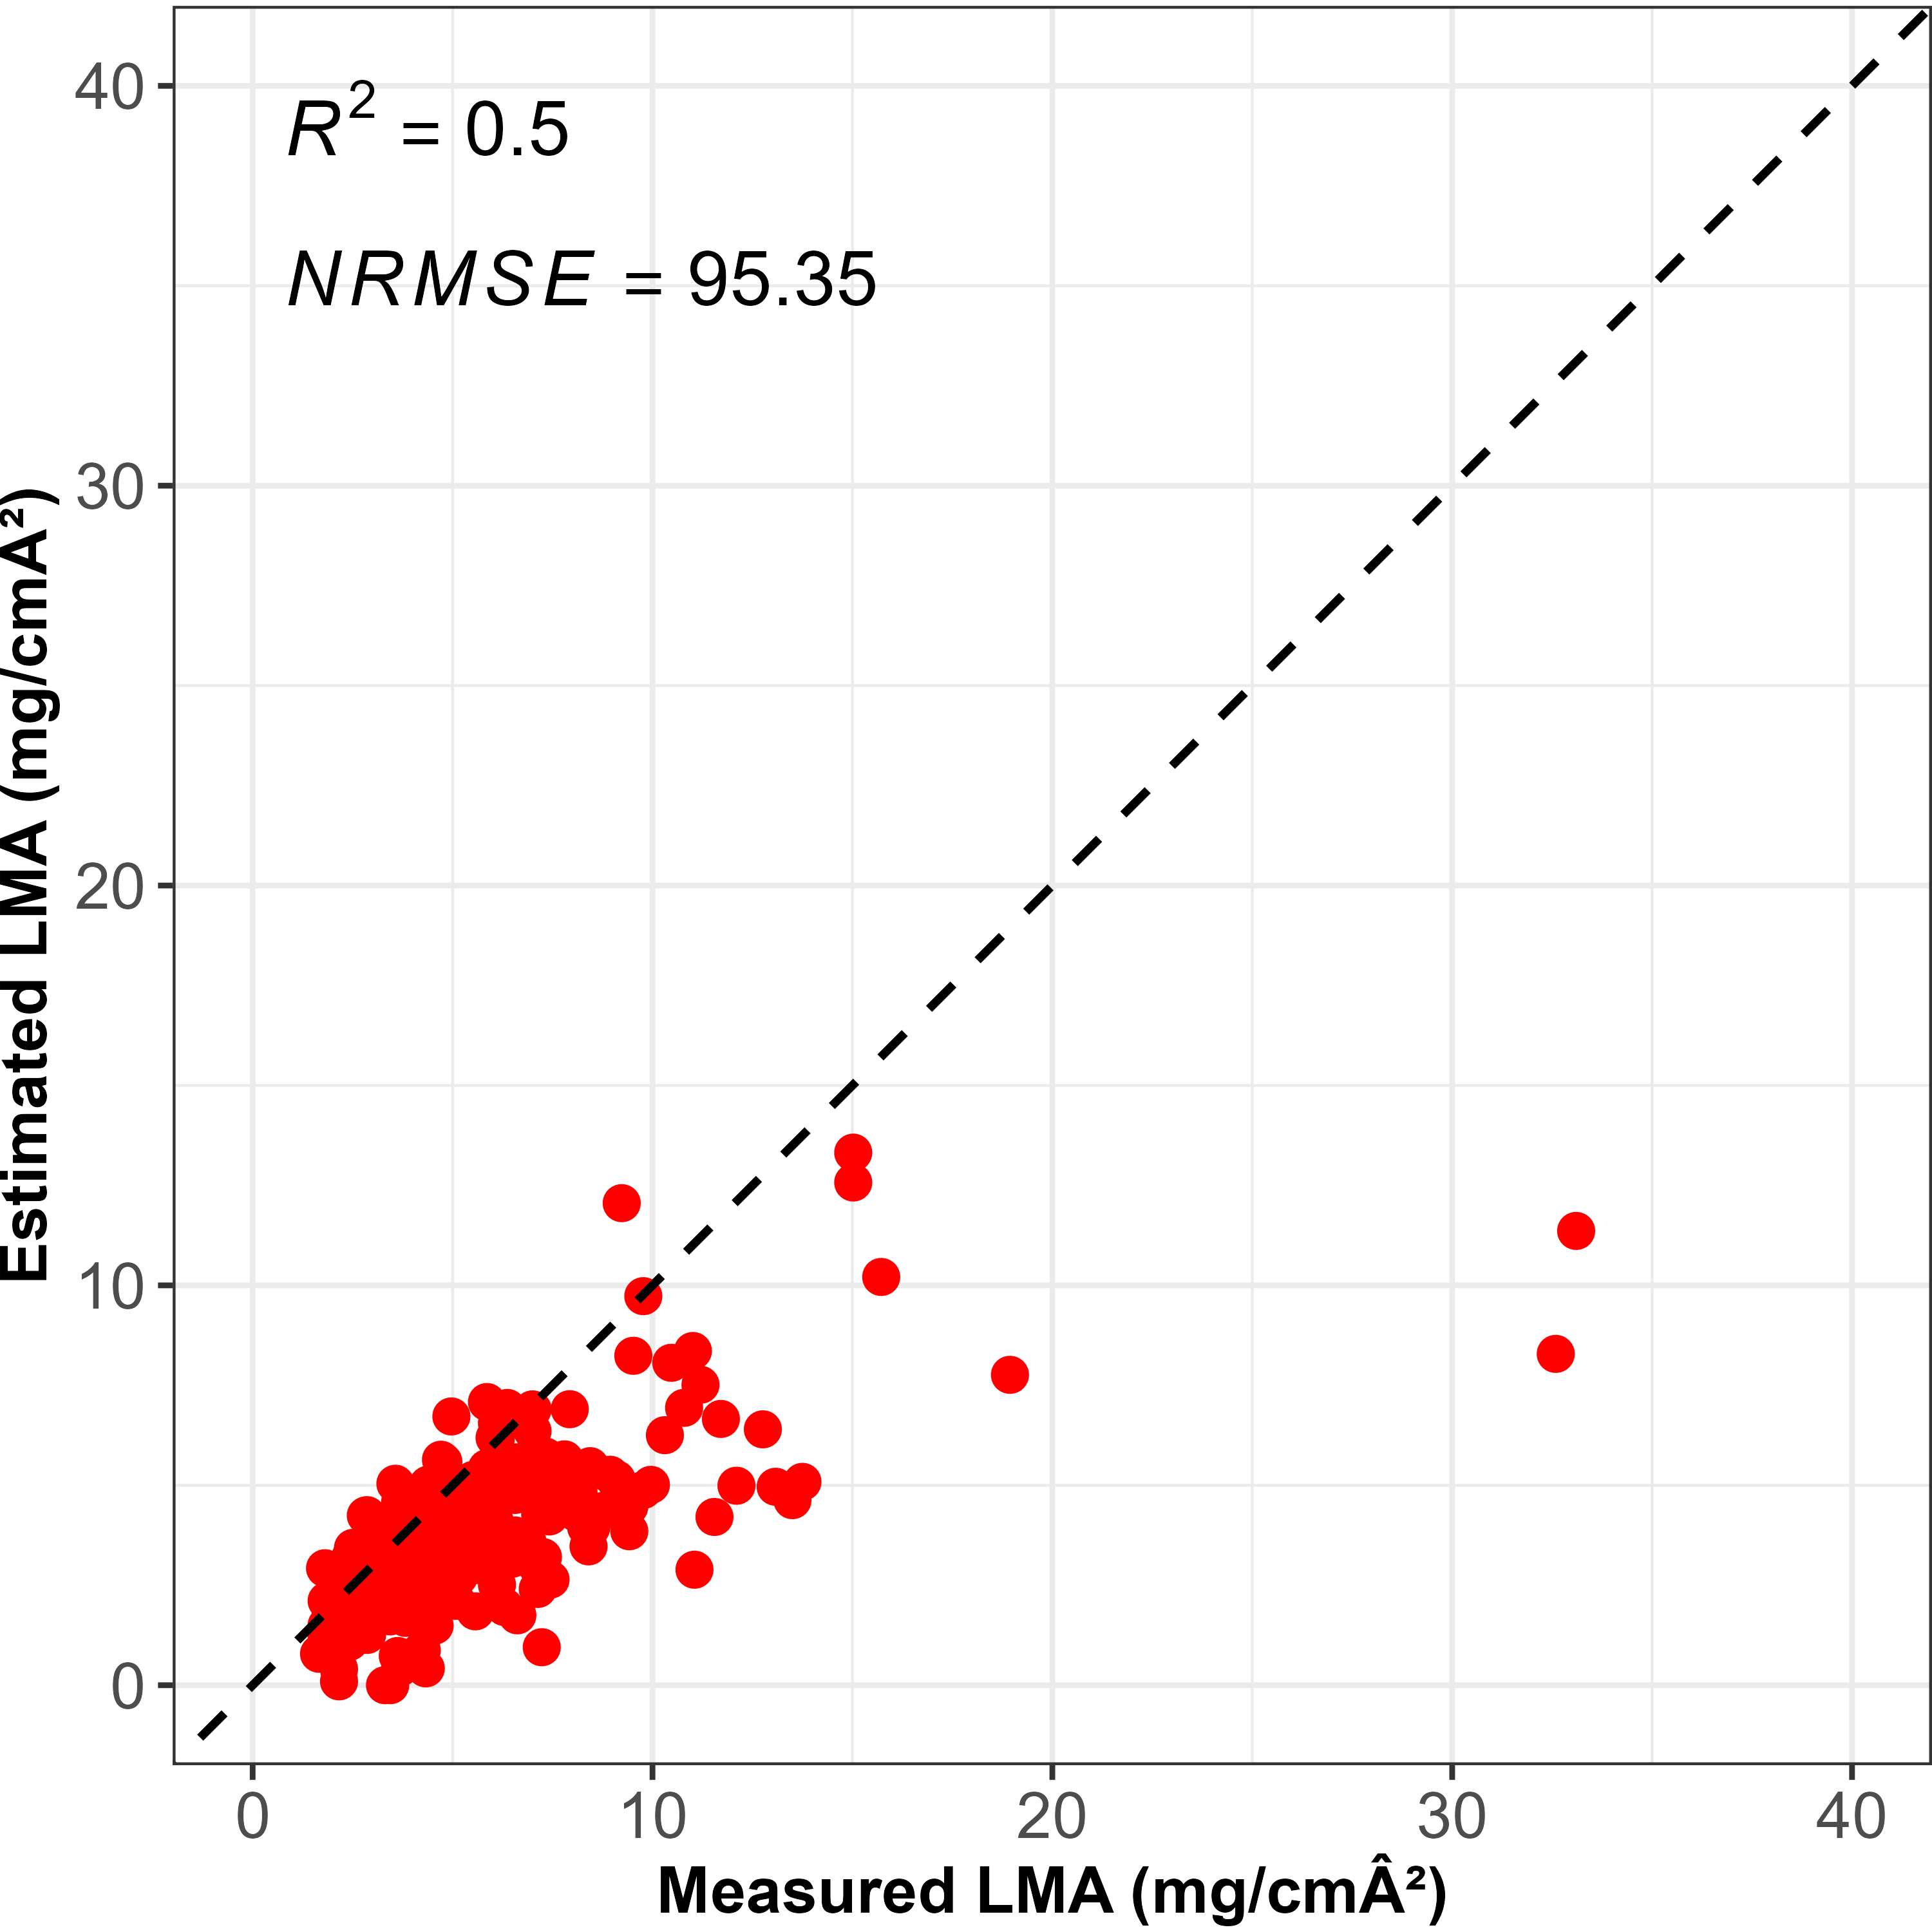 R² = 0.5
NRMSE = 95.35
40
30
20
10
0
Estimated LMA (mg/cmÂ²)
0 10 20 30 40
Measured LMA (mg/cmÂ²)